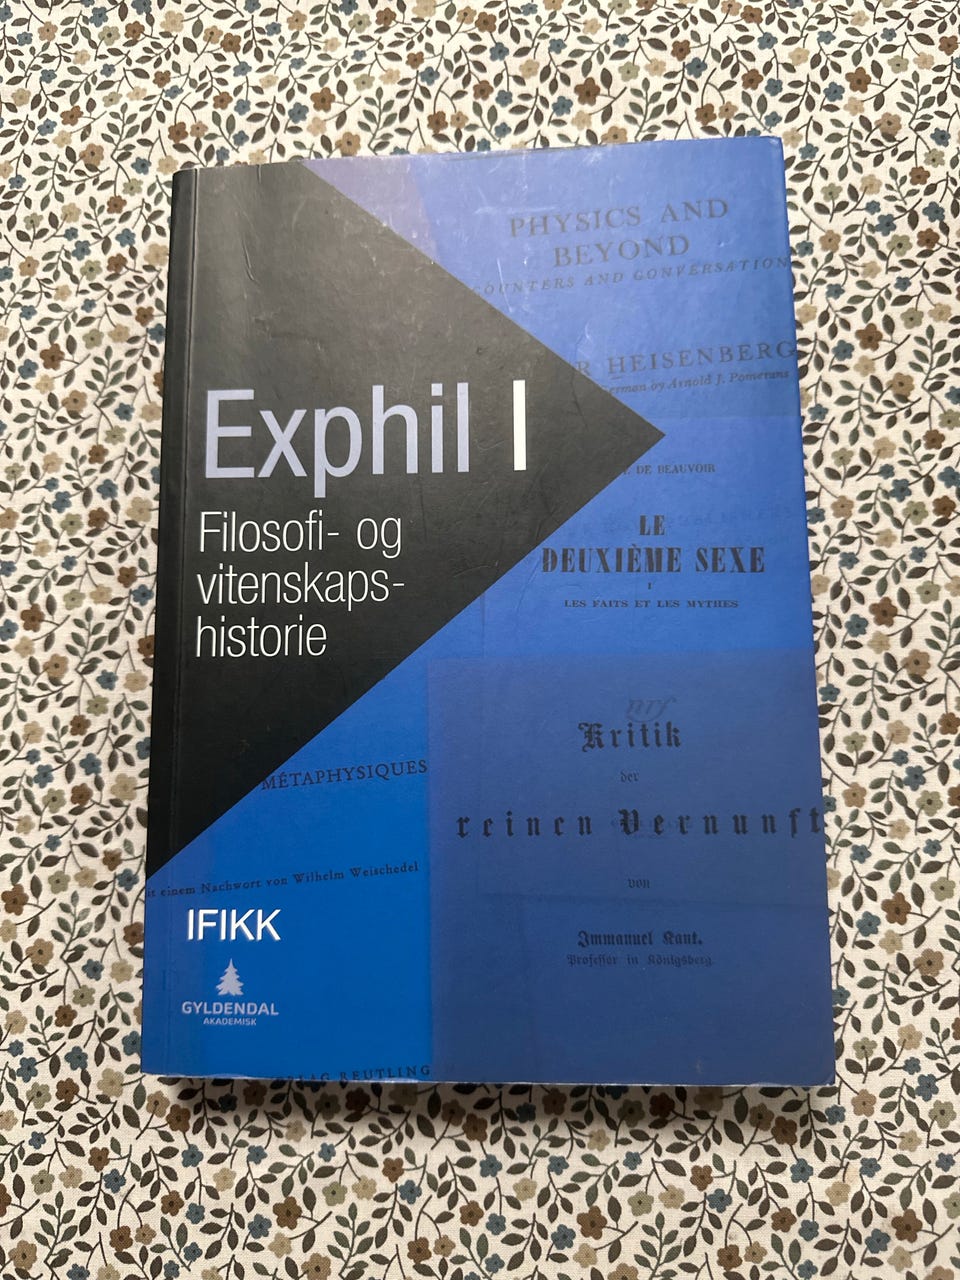 PHYSICS AND
BEYOND
COUNTERS AND CONVERSATION
R HEISENBERG
German by Arnold J. Pomerans
Exphil I
Filosofi- og
vitenskaps-
historie
DE BEAUVOIR
LE
DEUXIÈME SEXE
I
LES FAITS ET LES MYTHES
Kritik
der
reinen Vernunft
von
Immanuel Kant.
Professor in Königsberg
MÉTAPHYSIQUES
einem Nachwort von Wilhelm Weischedel
IFIKK
GYLDENDAL
AKADEMISK
REUTLING